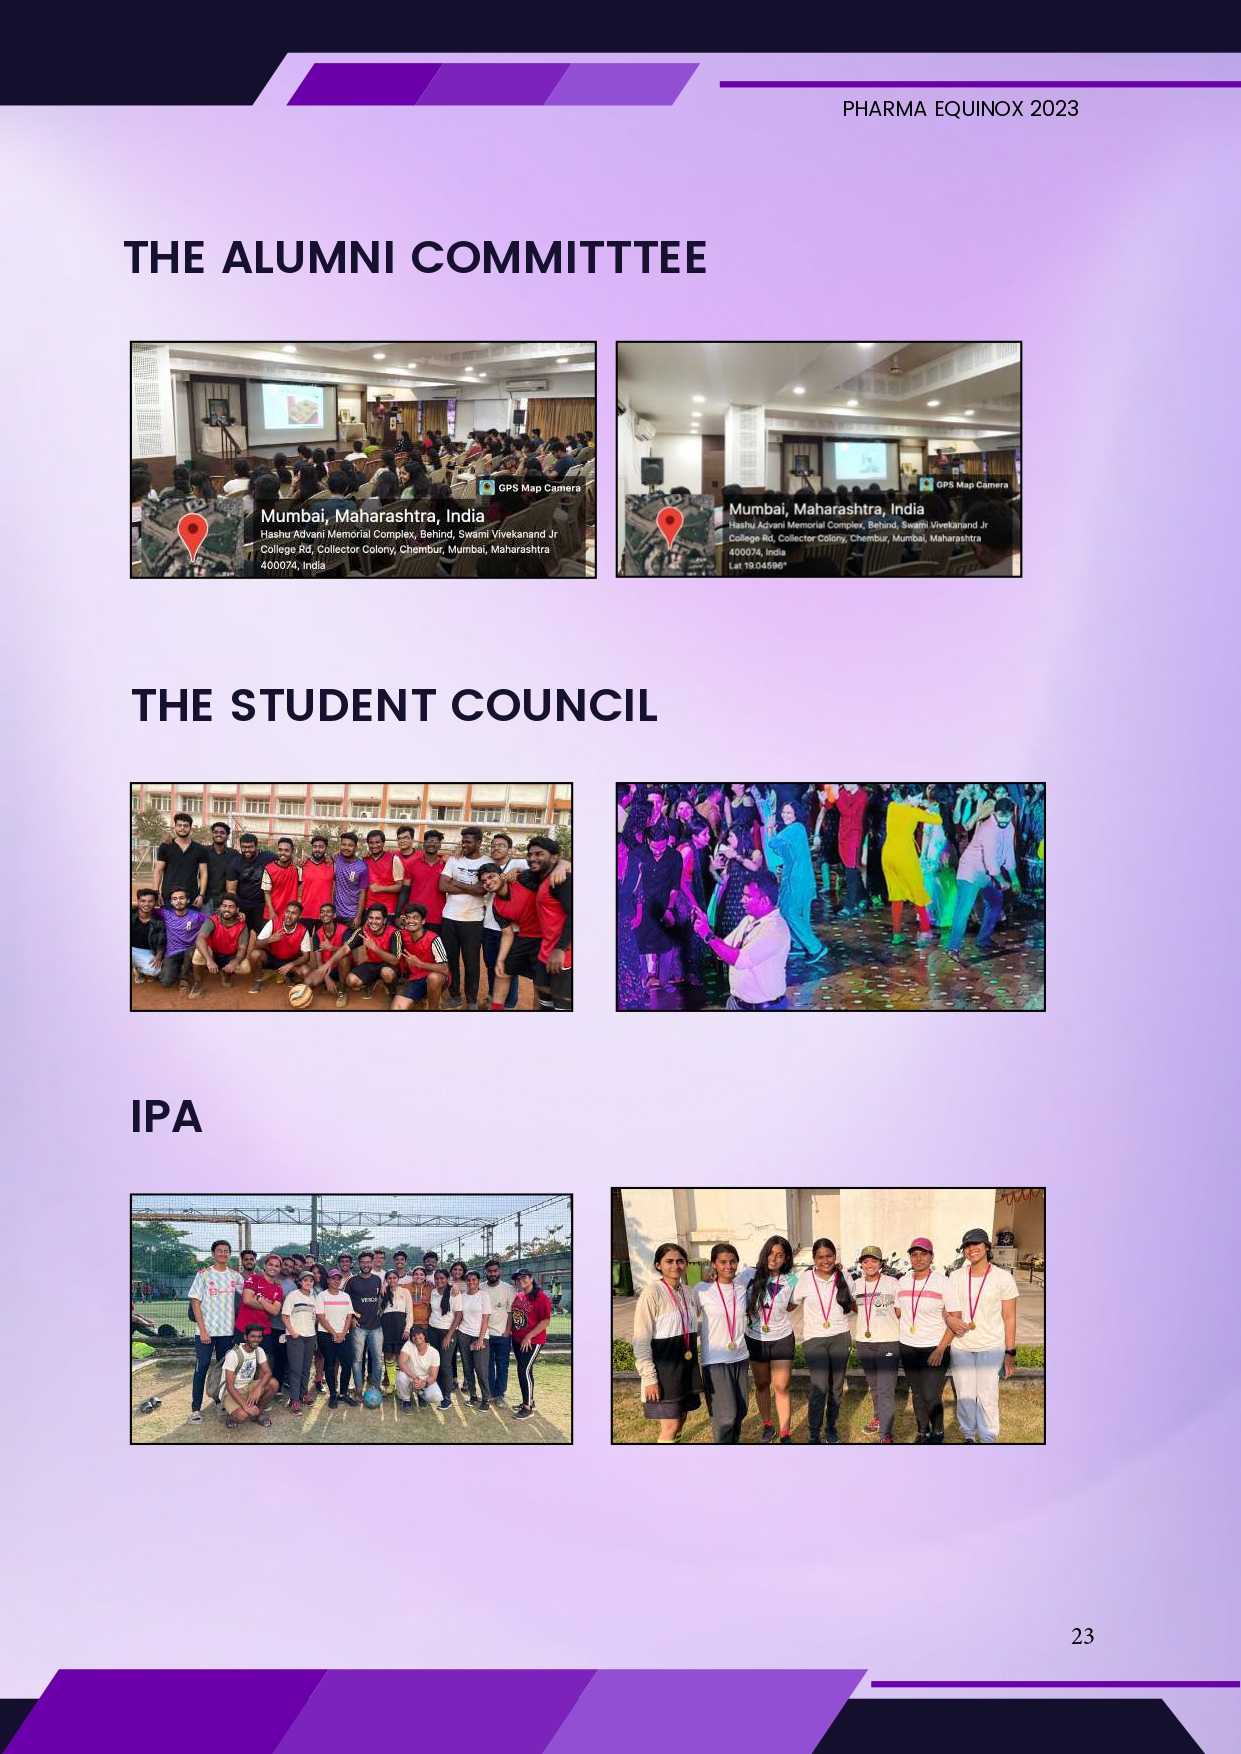 PHARMA EQUINOX 2023
THE ALUMNI COMMITTTEE
GPS Map Camera
Mumbai, Maharashtra, India
Hashu Advani Memorial Complex, Behind, Swami Vivekanand Jr
College Rd, Collector Colony, Chembur, Mumbai, Maharashtra
400074, India
GPS Map Camera
Mumbai, Maharashtra, India
Hashu Advani Memorial Complex, Behind, Swami Vivekanand Jr
College Rd, Collector Colony, Chembur, Mumbai, Maharashtra
400074, India
Lat 19.04596°
THE STUDENT COUNCIL
IPA
23